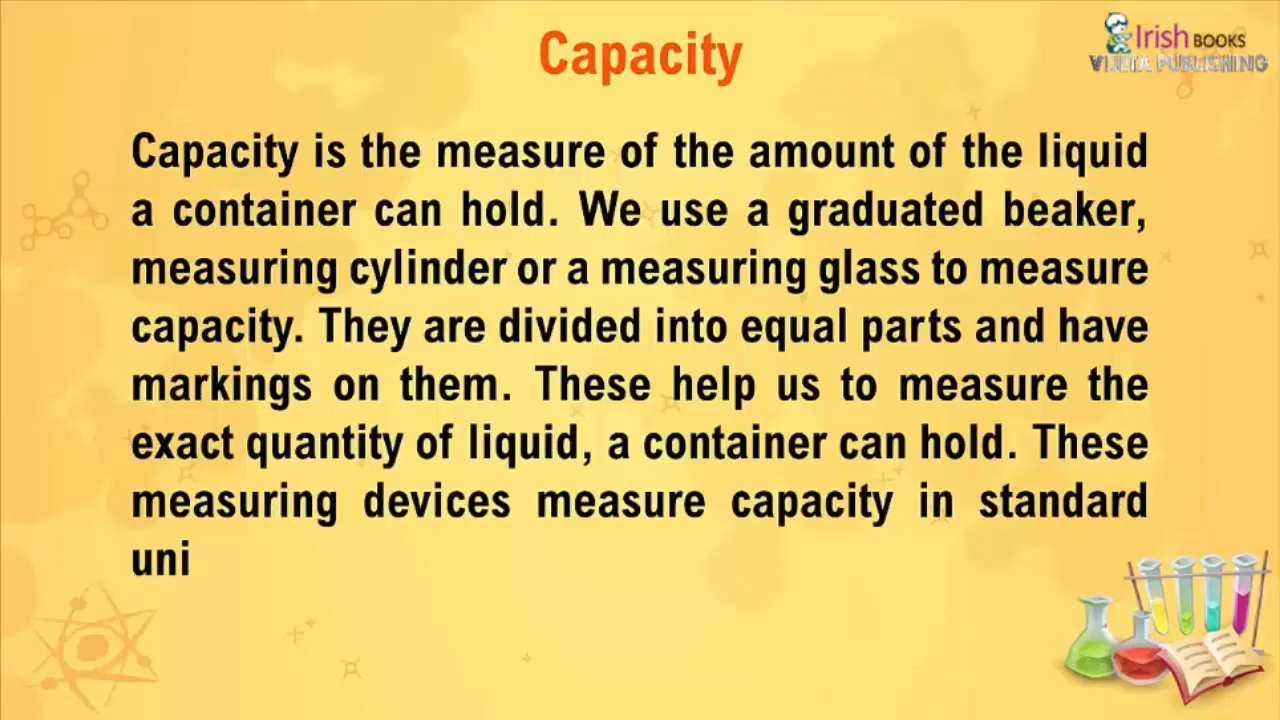 Capacity
Irish BOOKS
VIJETA PUBLISHING
Capacity is the measure of the amount of the liquid
a container can hold. We use a graduated beaker,
measuring cylinder or a measuring glass to measure
capacity. They are divided into equal parts and have
markings on them. These help us to measure the
exact quantity of liquid, a container can hold. These
measuring devices measure capacity in standard
uni